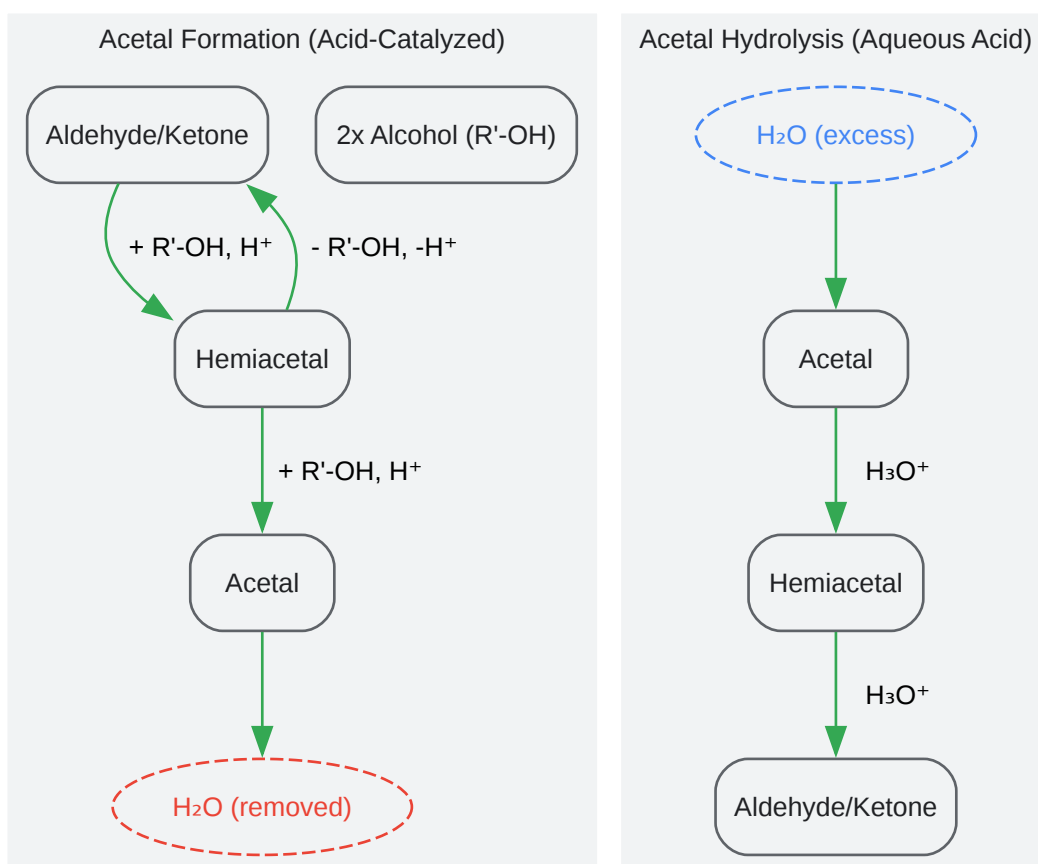 Acetal Formation (Acid-Catalyzed)
Aldehyde/Ketone
2x Alcohol (R'-OH)
+ R'-OH, H⁺
- R'-OH, -H⁺
Hemiacetal
+ R'-OH, H⁺
Acetal
H₂O (removed)
Acetal Hydrolysis (Aqueous Acid)
H₂O (excess)
Acetal
H₃O⁺
Hemiacetal
H₃O⁺
Aldehyde/Ketone